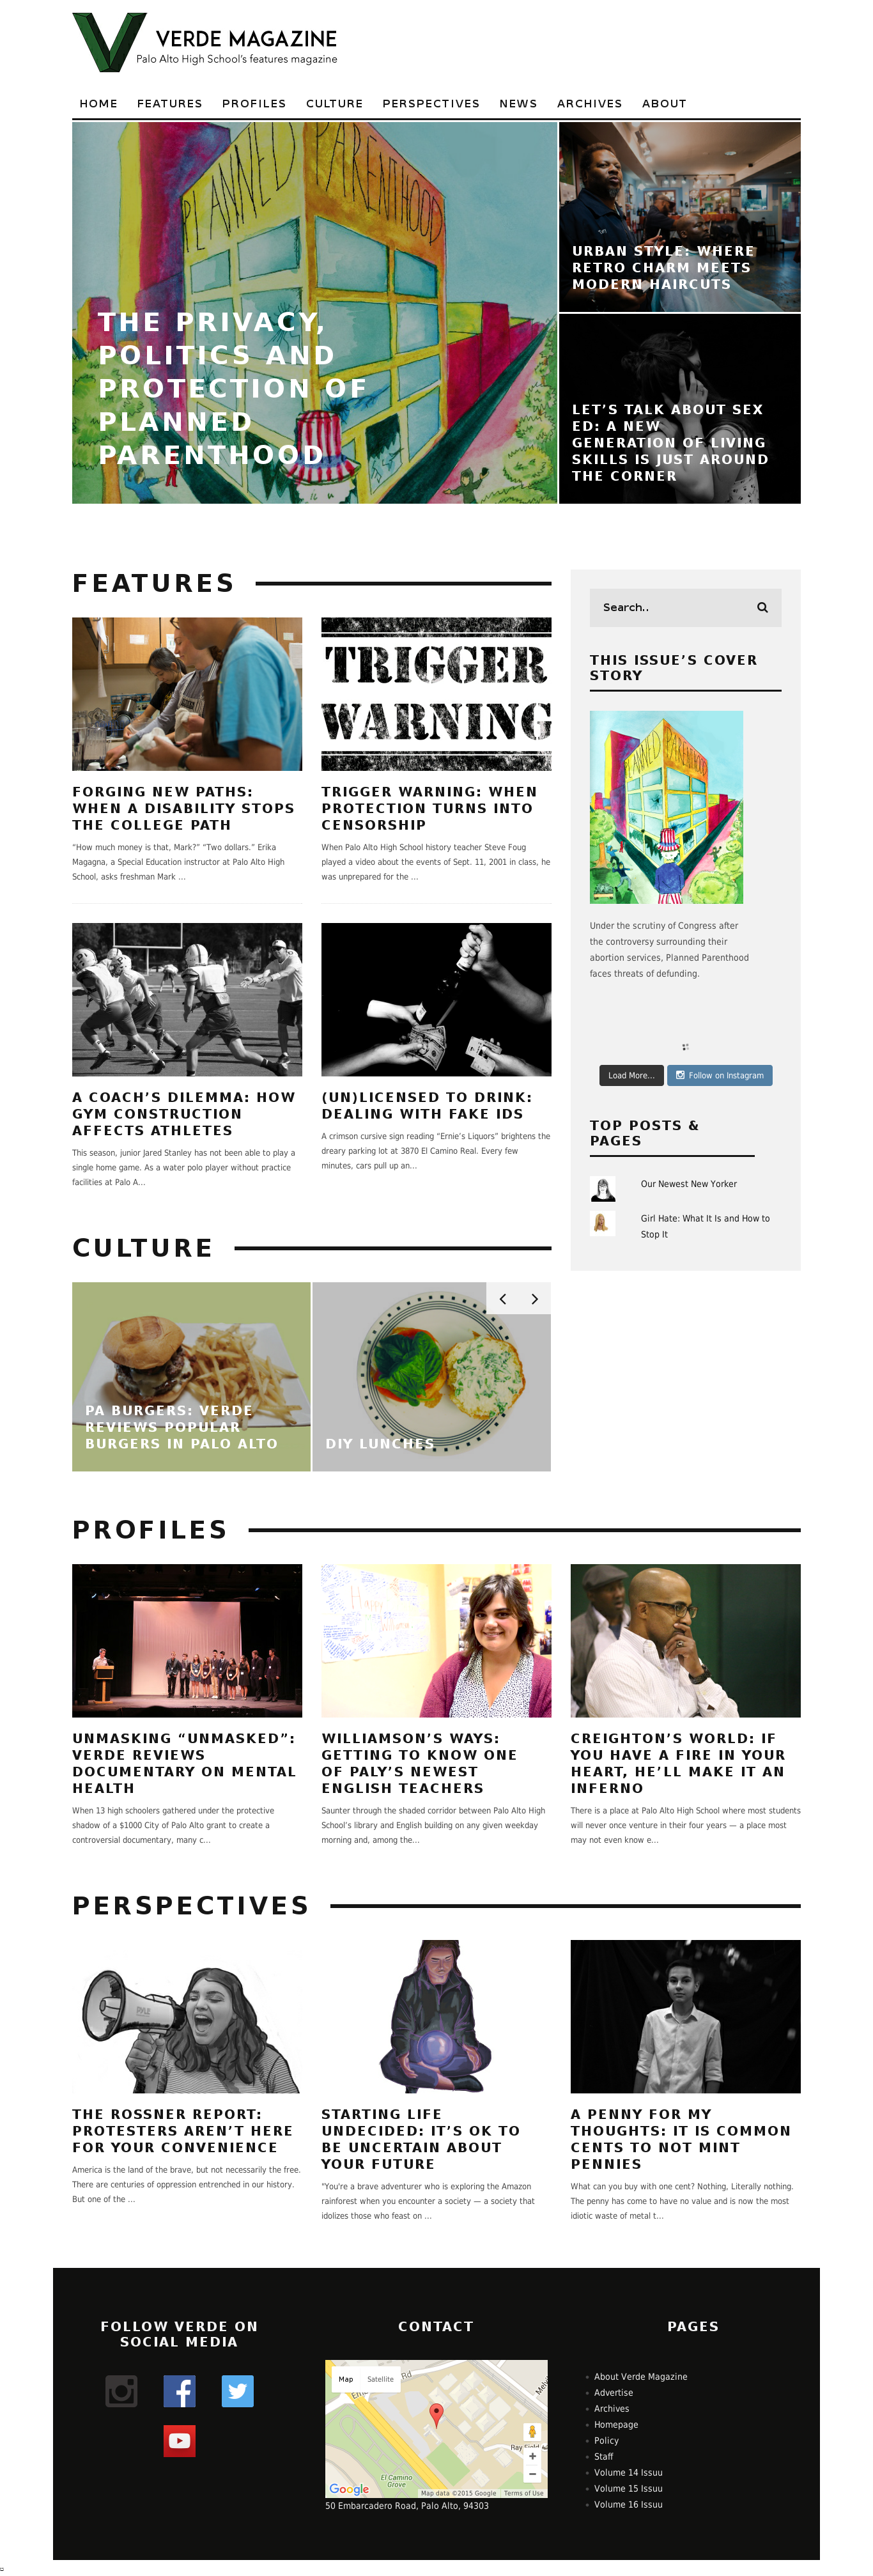 VERDE MAGAZINE
Palo Alto High School's features magazine
HOME FEATURES PROFILES CULTURE PERSPECTIVES NEWS ARCHIVES ABOUT
PLANNED PARENTHOOD
THE PRIVACY,
POLITICS AND
PROTECTION OF
PLANNED
PARENTHOOD
URBAN STYLE: WHERE
RETRO CHARM MEETS
MODERN HAIRCUTS
LET’S TALK ABOUT SEX
ED: A NEW
GENERATION OF LIVING
SKILLS IS JUST AROUND
THE CORNER
FEATURES
TRIGGER
WARNING
FORGING NEW PATHS:
WHEN A DISABILITY STOPS
THE COLLEGE PATH
“How much money is that, Mark?” “Two dollars.” Erika
Magagna, a Special Education instructor at Palo Alto High
School, asks freshman Mark ...
TRIGGER WARNING: WHEN
PROTECTION TURNS INTO
CENSORSHIP
When Palo Alto High School history teacher Steve Foug
played a video about the events of Sept. 11, 2001 in class, he
was unprepared for the ...
A COACH’S DILEMMA: HOW
GYM CONSTRUCTION
AFFECTS ATHLETES
This season, junior Jared Stanley has not been able to play a
single home game. As a water polo player without practice
facilities at Palo A...
(UN)LICENSED TO DRINK:
DEALING WITH FAKE IDS
A crimson cursive sign reading “Ernie’s Liquors” brightens the
dreary parking lot at 3870 El Camino Real. Every few
minutes, cars pull up an...
Search..
THIS ISSUE’S COVER
STORY
PLANNED PARENTHOOD
Under the scrutiny of Congress after
the controversy surrounding their
abortion services, Planned Parenthood
faces threats of defunding.
Load More...
Follow on Instagram
TOP POSTS &
PAGES
Our Newest New Yorker
Girl Hate: What It Is and How to
Stop It
CULTURE
PA BURGERS: VERDE
REVIEWS POPULAR
BURGERS IN PALO ALTO
DIY LUNCHES
PROFILES
UNMASKING “UNMASKED”:
VERDE REVIEWS
DOCUMENTARY ON MENTAL
HEALTH
When 13 high schoolers gathered under the protective
shadow of a $1000 City of Palo Alto grant to create a
controversial documentary, many c...
WILLIAMSON’S WAYS:
GETTING TO KNOW ONE
OF PALY’S NEWEST
ENGLISH TEACHERS
Saunter through the shaded corridor between Palo Alto High
School’s library and English building on any given weekday
morning and, among the...
CREIGHTON’S WORLD: IF
YOU HAVE A FIRE IN YOUR
HEART, HE’LL MAKE IT AN
INFERNO
There is a place at Palo Alto High School where most students
will never once venture in their four years — a place most
may not even know e...
PERSPECTIVES
THE ROSSNER REPORT:
PROTESTERS AREN’T HERE
FOR YOUR CONVENIENCE
America is the land of the brave, but not necessarily the free.
There are centuries of oppression entrenched in our history.
But one of the ...
STARTING LIFE
UNDECIDED: IT’S OK TO
BE UNCERTAIN ABOUT
YOUR FUTURE
"You're a brave adventurer who is exploring the Amazon
rainforest when you encounter a society — a society that
idolizes those who feast on ...
A PENNY FOR MY
THOUGHTS: IT IS COMMON
CENTS TO NOT MINT
PENNIES
What can you buy with one cent? Nothing, Literally nothing.
The penny has come to have no value and is now the most
idiotic waste of metal t...
FOLLOW VERDE ON
SOCIAL MEDIA
CONTACT
Map Satellite
Rd
El Camino
Grove
Google
Map data ©2015 Google Terms of Use
50 Embarcadero Road, Palo Alto, 94303
PAGES
About Verde Magazine
Advertise
Archives
Homepage
Policy
Staff
Volume 14 Issuu
Volume 15 Issuu
Volume 16 Issuu